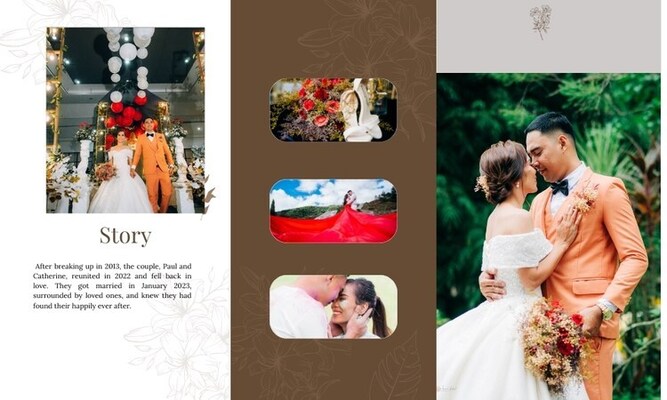 Story
After breaking up in 2013, the couple, Paul and
Catherine, reunited in 2022 and fell back in
love. They got married in January 2023,
surrounded by loved ones, and knew they had
found their happily ever after.